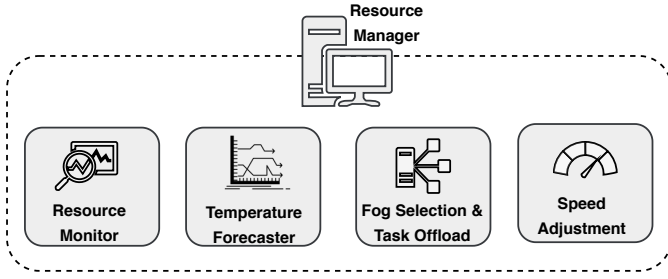 Resource
Manager
Resource
Monitor
Temperature
Forecaster
Fog Selection &
Task Offload
Speed
Adjustment